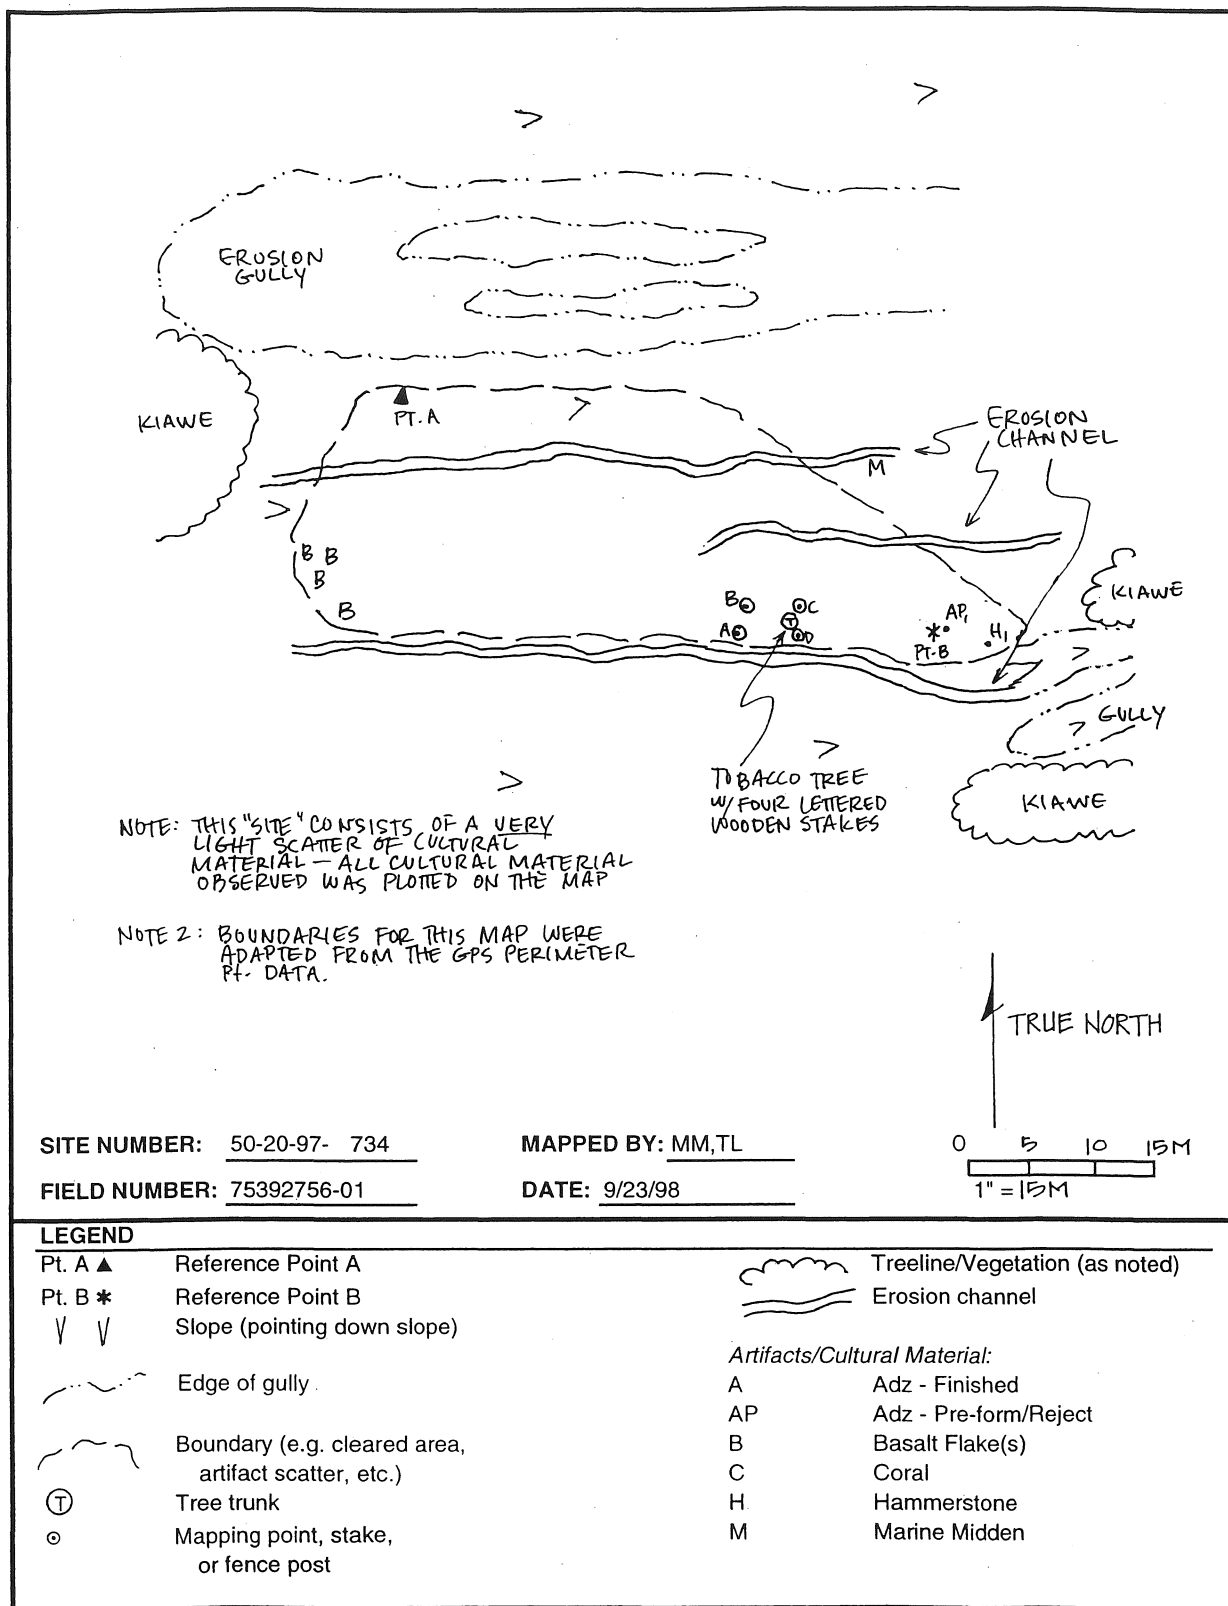 EROSION
GULLY
KIAWE
PT. A
EROSION
CHANNEL
M
B B
B
B
B
C
T
A
D
AP1
PT-B
H1
KIAWE
GULLY
KIAWE
TOBACCO TREE
W/ FOUR LETTERED
WOODEN STAKES
NOTE: THIS "SITE" CONSISTS OF A VERY
LIGHT SCATTER OF CULTURAL
MATERIAL — ALL CULTURAL MATERIAL
OBSERVED WAS PLOTTED ON THE MAP
NOTE 2: BOUNDARIES FOR THIS MAP WERE
ADAPTED FROM THE GPS PERIMETER
Pt. DATA.
TRUE NORTH
0 5 10 15M
1" = 15M
SITE NUMBER: 50-20-97- 734
MAPPED BY: MM,TL
FIELD NUMBER: 75392756-01
DATE: 9/23/98
LEGEND
Pt. A ▲ Reference Point A
Pt. B * Reference Point B
Slope (pointing down slope)
Edge of gully
Boundary (e.g. cleared area,
artifact scatter, etc.)
T Tree trunk
Mapping point, stake,
or fence post
Treeline/Vegetation (as noted)
Erosion channel
Artifacts/Cultural Material:
A Adz - Finished
AP Adz - Pre-form/Reject
B Basalt Flake(s)
C Coral
H Hammerstone
M Marine Midden